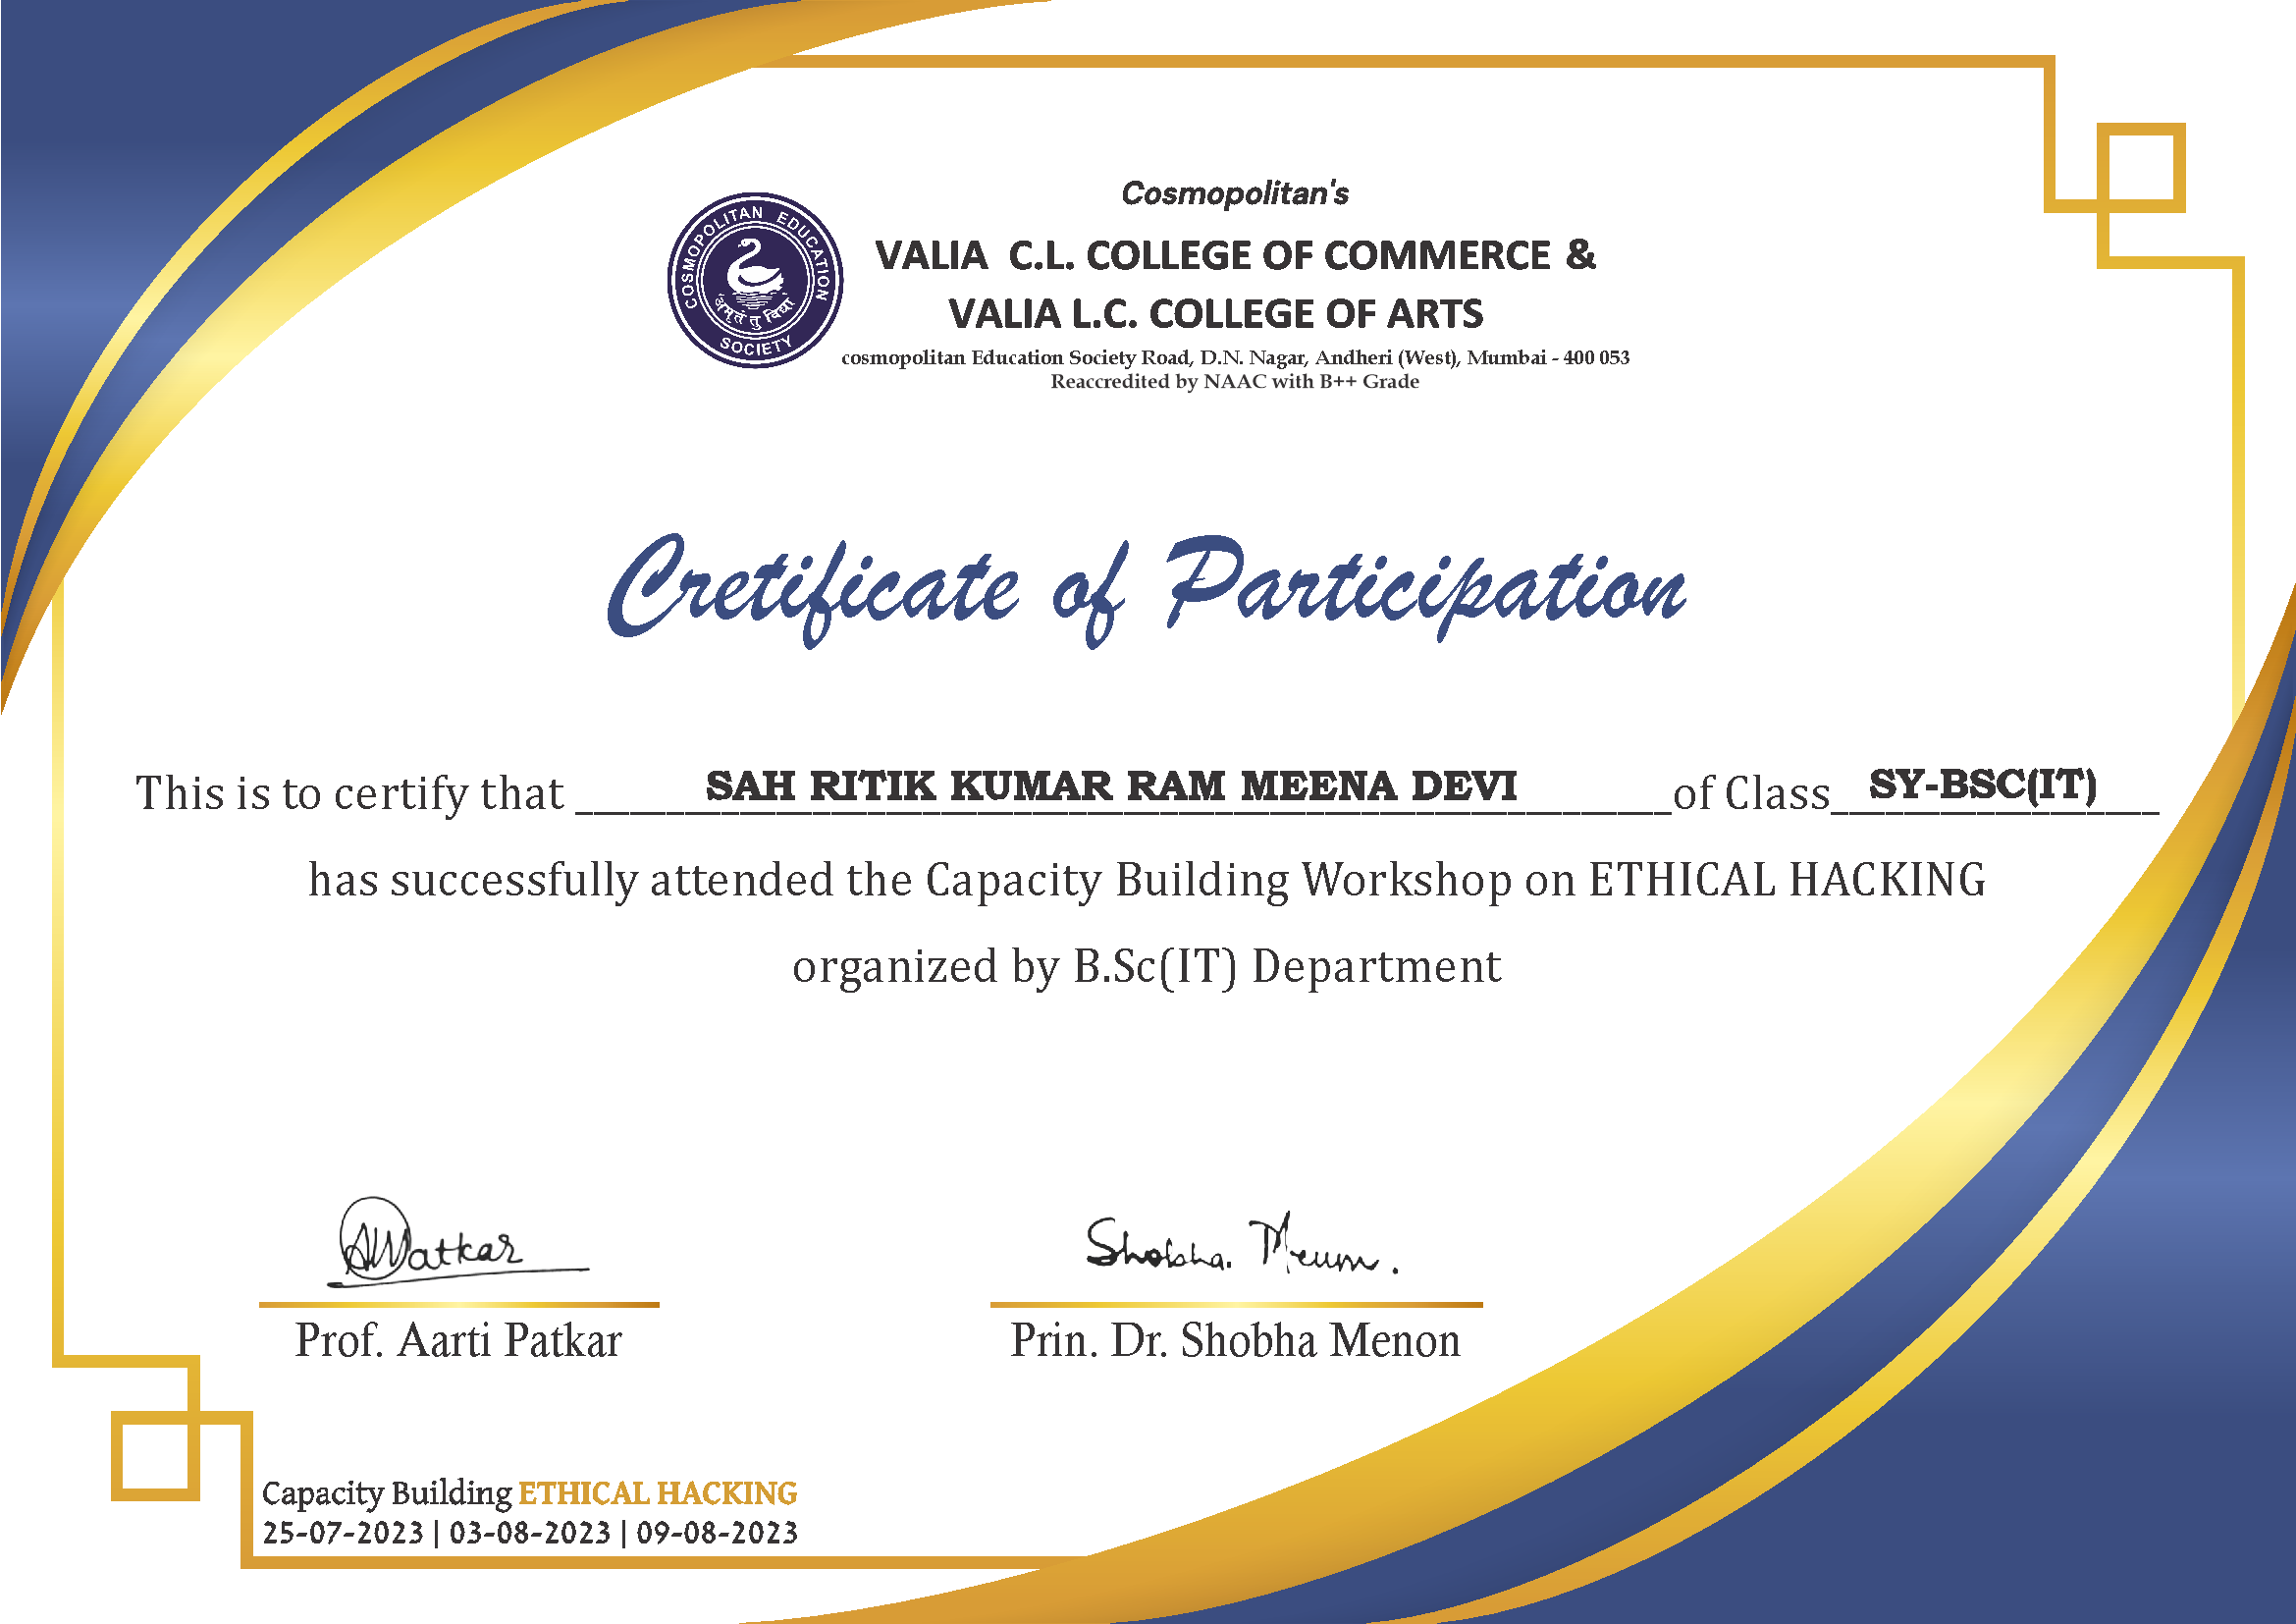 Cosmopolitan's
COSMOPOLITAN EDUCATION SOCIETY
अमृतं तु विद्या
VALIA C.L. COLLEGE OF COMMERCE &
VALIA L.C. COLLEGE OF ARTS
cosmopolitan Education Society Road, D.N. Nagar, Andheri (West), Mumbai - 400 053
Reaccredited by NAAC with B++ Grade
Cretificate of Participation
This is to certify that SAH RITIK KUMAR RAM MEENA DEVI of Class SY-BSC(IT)
has successfully attended the Capacity Building Workshop on ETHICAL HACKING
organized by B.Sc(IT) Department
AWatkar Shobha. Menon.
Prof. Aarti Patkar Prin. Dr. Shobha Menon
Capacity Building ETHICAL HACKING
25-07-2023 | 03-08-2023 | 09-08-2023